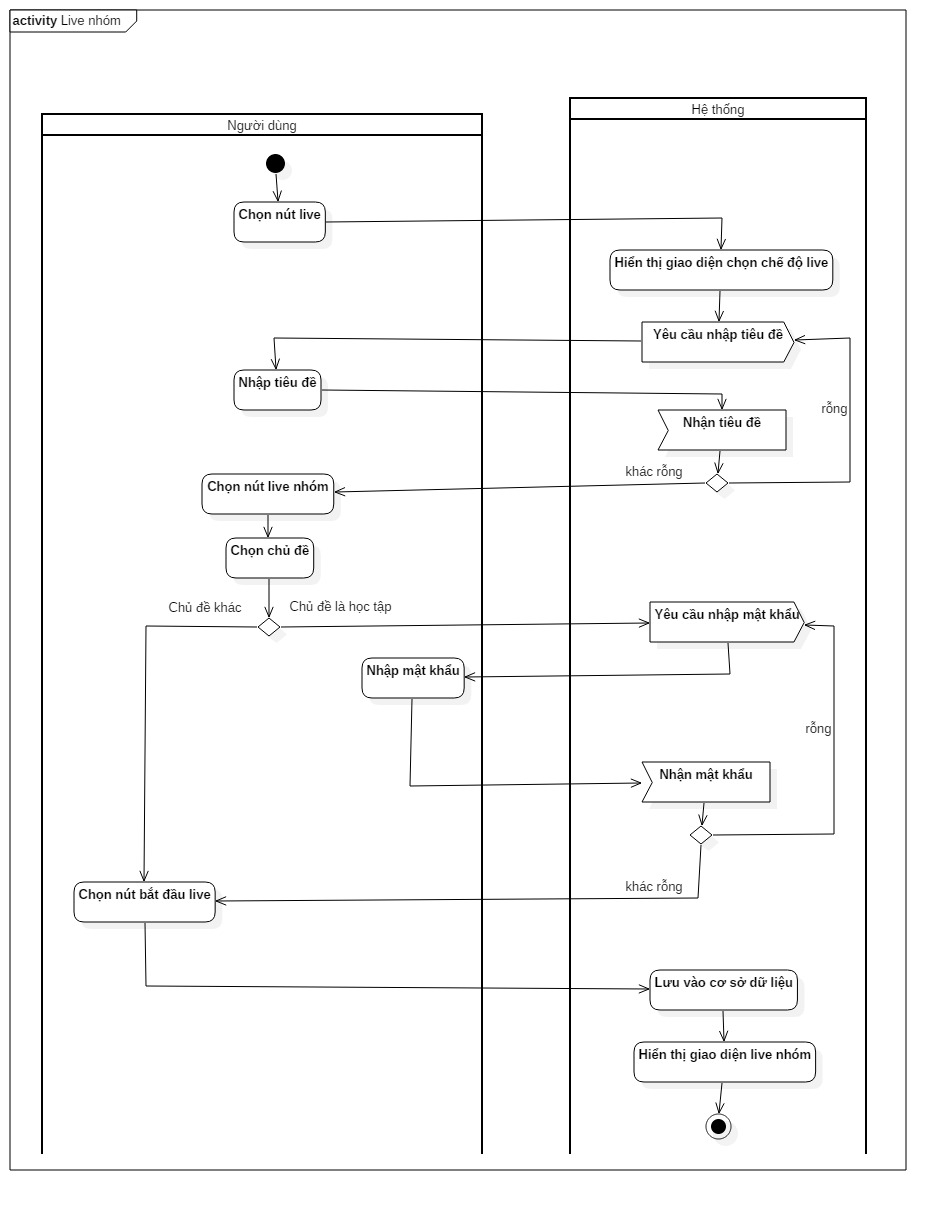 activity Live nhóm
Hệ thống
Người dùng
Chọn nút live
Hiển thị giao diện chọn chế độ live
Yêu cầu nhập tiêu đề
Nhập tiêu đề
rỗng
Nhận tiêu đề
khác rỗng
Chọn nút live nhóm
Chọn chủ đề
Chủ đề khác
Chủ đề là học tập
Yêu cầu nhập mật khẩu
Nhập mật khẩu
rỗng
Nhận mật khẩu
khác rỗng
Chọn nút bắt đầu live
Lưu vào cơ sở dữ liệu
Hiển thị giao diện live nhóm